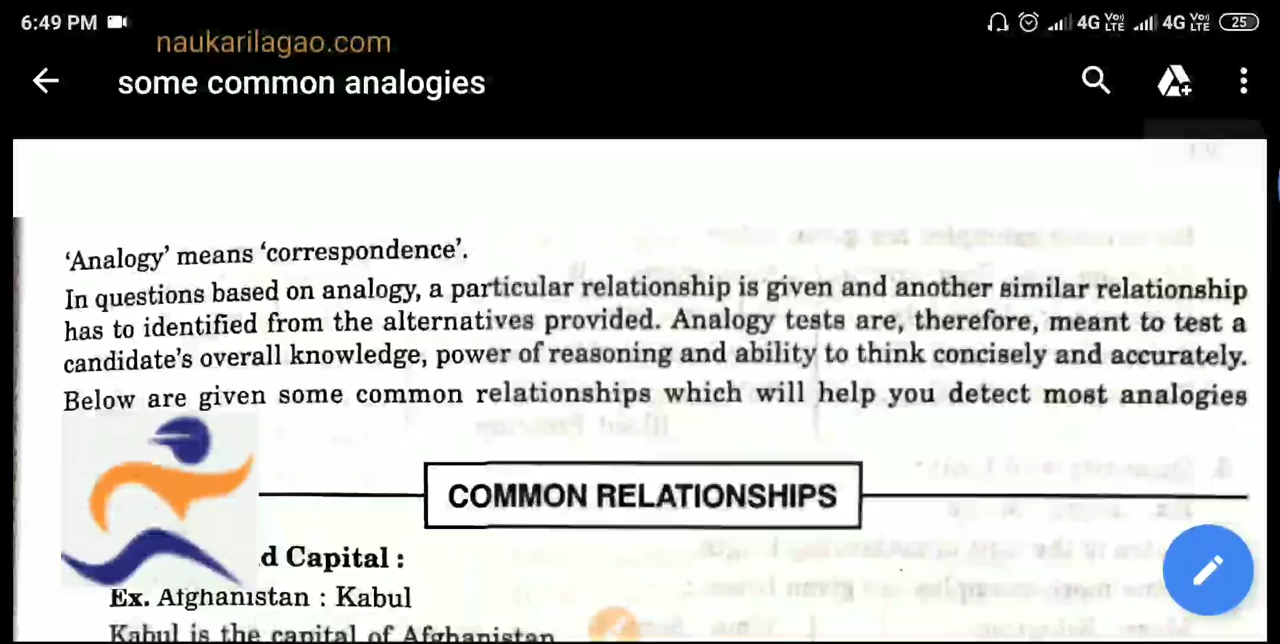 6:49 PM 4G Vo)) LTE 4G Vo)) LTE 25
naukarilagao.com
some common analogies
‘Analogy’ means ‘correspondence’.
In questions based on analogy, a particular relationship is given and another similar relationship
has to identified from the alternatives provided. Analogy tests are, therefore, meant to test a
candidate’s overall knowledge, power of reasoning and ability to think concisely and accurately.
Below are given some common relationships which will help you detect most analogies
COMMON RELATIONSHIPS
d Capital :
Ex. Afghanistan : Kabul
Kabul is the capital of Afghanistan